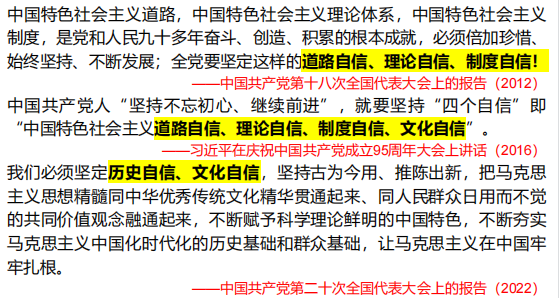 中国特色社会主义道路，中国特色社会主义理论体系，中国特色社会主义
制度，是党和人民九十多年奋斗、创造、积累的根本成就，必须倍加珍惜、
始终坚持、不断发展；全党要坚定这样的道路自信、理论自信、制度自信！
——中国共产党第十八次全国代表大会上的报告（2012）
中国共产党人“坚持不忘初心、继续前进”，就要坚持“四个自信”即
“中国特色社会主义道路自信、理论自信、制度自信、文化自信”。
——习近平在庆祝中国共产党成立95周年大会上讲话（2016）
我们必须坚定历史自信、文化自信，坚持古为今用、推陈出新，把马克思
主义思想精髓同中华优秀传统文化精华贯通起来、同人民群众日用而不觉
的共同价值观念融通起来，不断赋予科学理论鲜明的中国特色，不断夯实
马克思主义中国化时代化的历史基础和群众基础，让马克思主义在中国牢
牢扎根。
——中国共产党第二十次全国代表大会上的报告（2022）